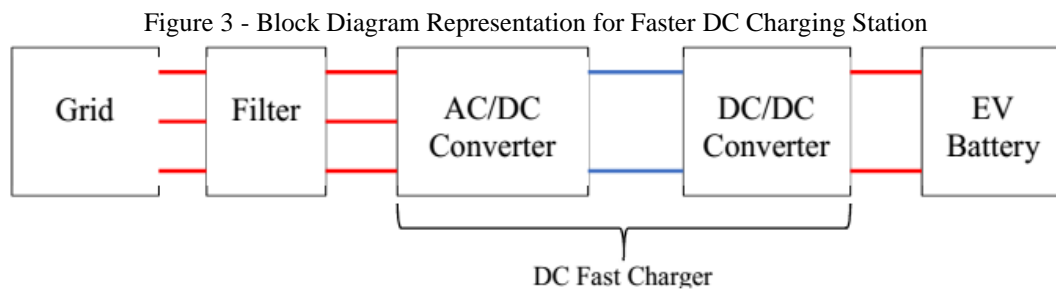 Figure 3 - Block Diagram Representation for Faster DC Charging Station
Grid
Filter
AC/DC
Converter
DC/DC
Converter
EV
Battery
DC Fast Charger